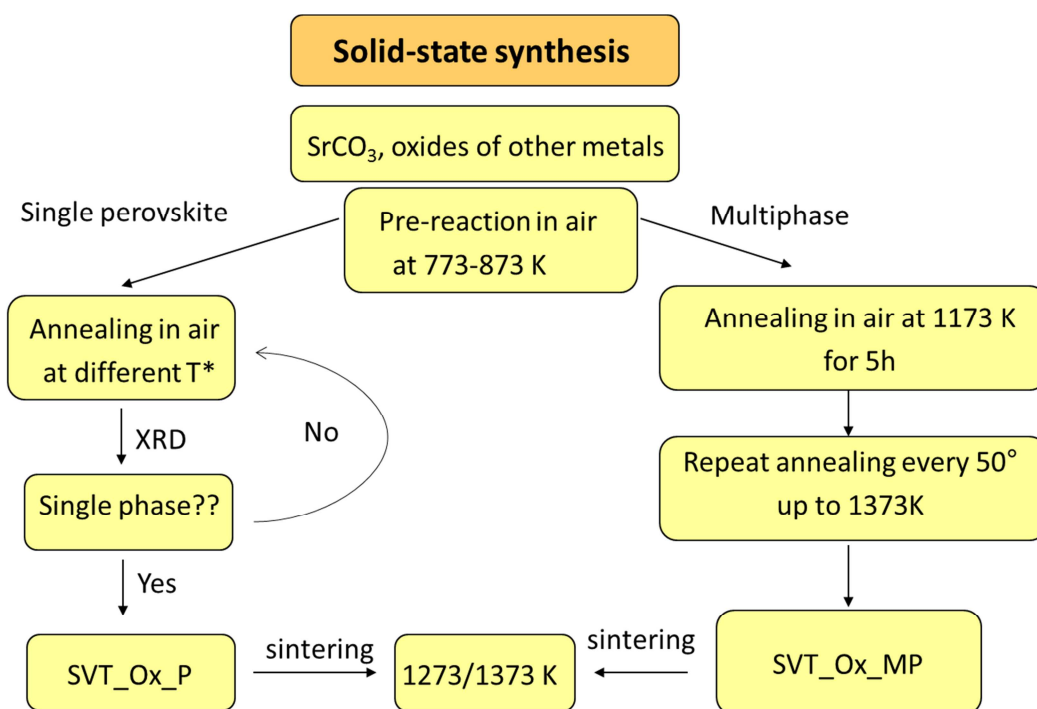 Solid-state synthesis
SrCO₃, oxides of other metals
Single perovskite
Pre-reaction in air
at 773-873 K
Multiphase
Annealing in air
at different T*
Annealing in air at 1173 K
for 5h
XRD
No
Repeat annealing every 50°
up to 1373K
Single phase??
Yes
SVT_Ox_P
sintering
1273/1373 K
sintering
SVT_Ox_MP